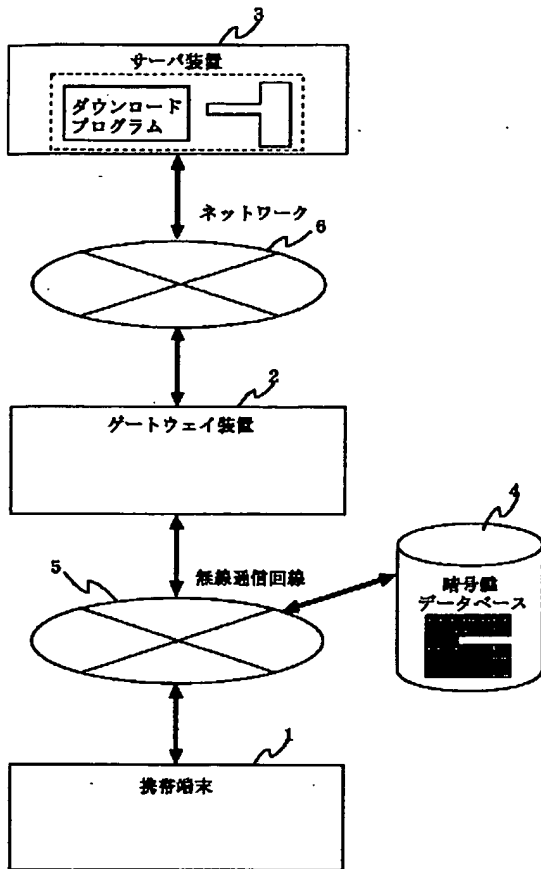 3
サーバ装置
ダウンロード
プログラム
ネットワーク
6
2
ゲートウェイ装置
4
5
無線通信回線
暗号鍵
データベース
1
携帯端末